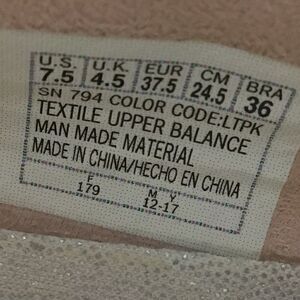 U.S. U.K EUR CM BRA
7.5 4.5 37.5 24.5 36
SN 794 COLOR CODE:LTPK
TEXTILE UPPER BALANCE
MAN MADE MATERIAL
MADE IN CHINA/HECHO EN CHINA
F M Y
179 12-17